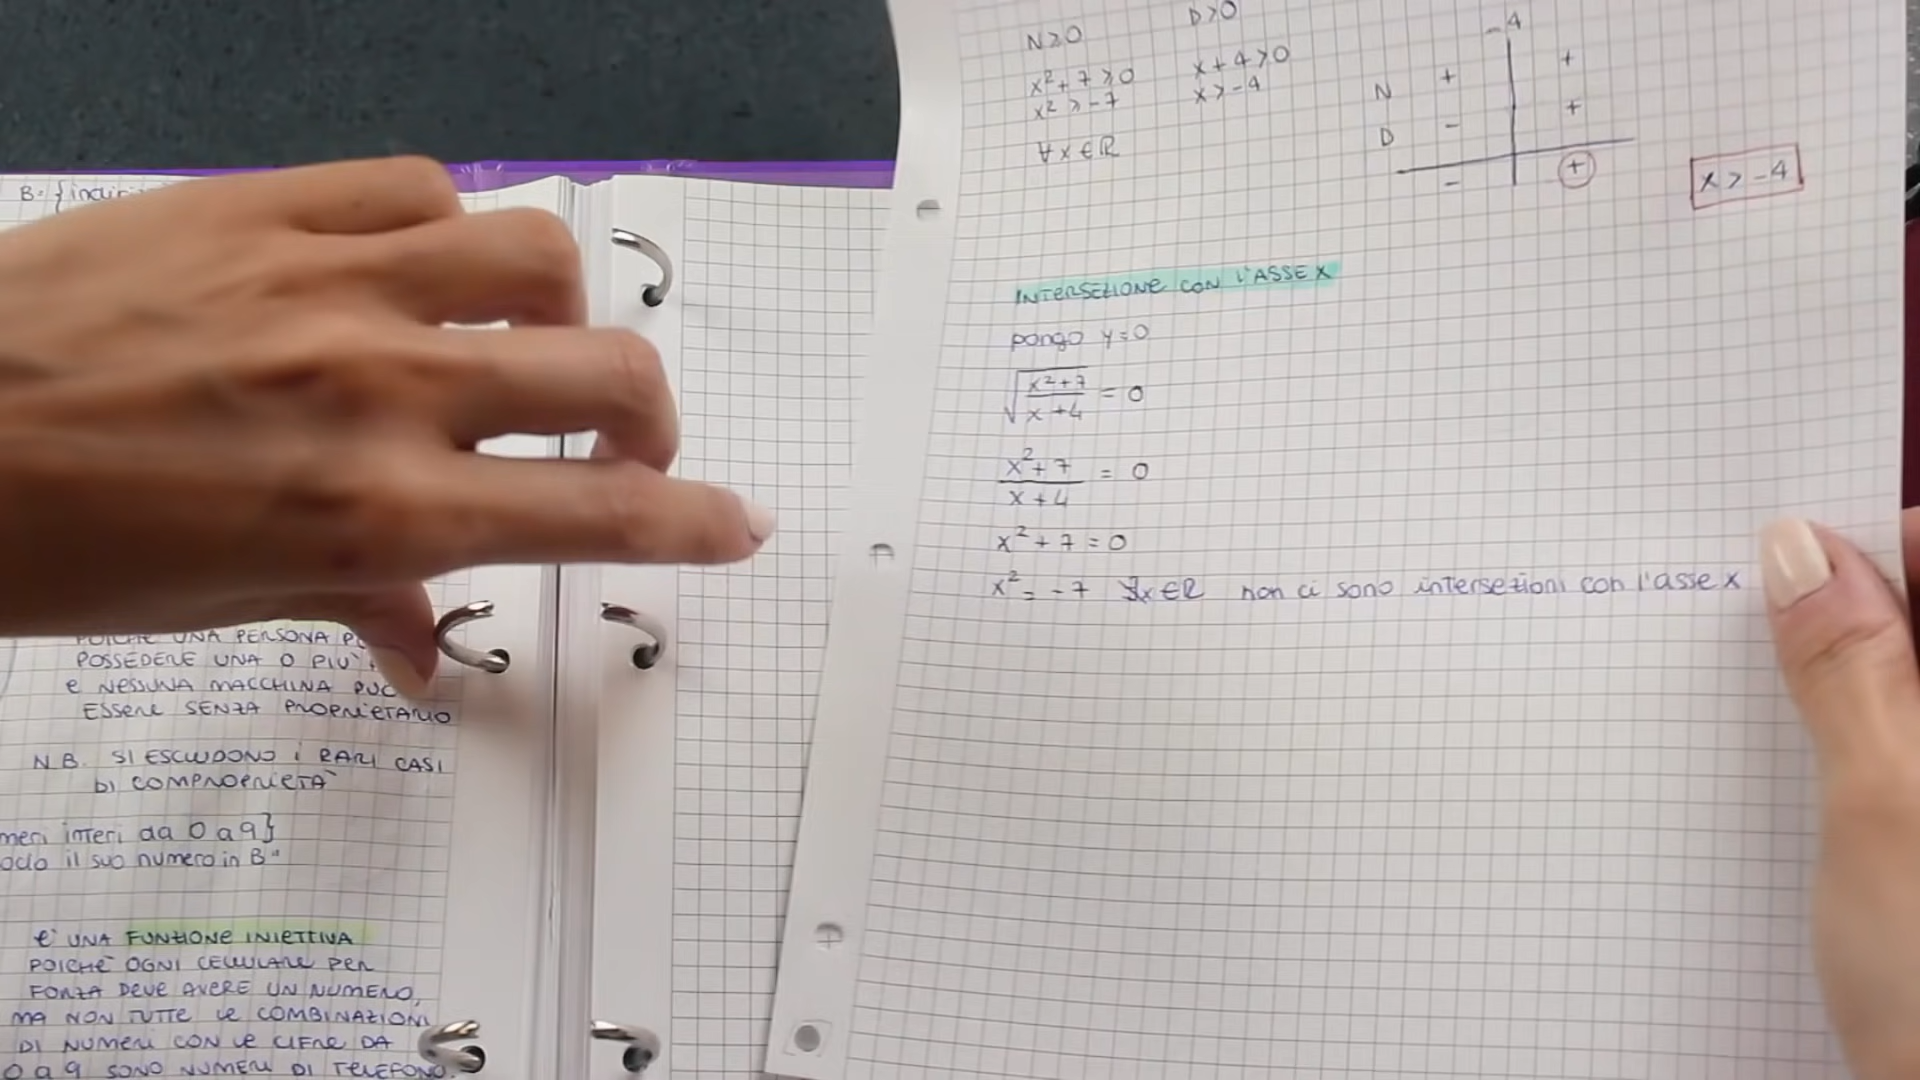 B = {
POSSEDERE UNA O PIU'
E NESSUNA MACCHINA PUO
ESSERE SENZA PROPRIETARIO
N.B. SI ESCLUDONO I RARI CASI
DI COMPROPRIETA'
meri interi da 0 a 9}
il suo numero in B"
E' UNA FUNZIONE INIETTIVA
POICHE' OGNI CELLULARE PER
FORZA DEVE AVERE UN NUMERO,
MA NON TUTTE LE COMBINAZIONI
DI NUMERI CON LE CIFRE DA
0 a 9 SONO NUMERI DI TELEFONO.
N≥0 D>0
x²+7≥0 x+4>0
x²≥-7 x>-4
∀x∈R
-4
N + +
D - +
- +
x>-4
INTERSEZIONE CON L'ASSE X
pongo y=0
√((x²+7)/(x+4)) = 0
(x²+7)/(x+4) = 0
x²+7=0
x²=-7 ∄x∈R non ci sono intersezioni con l'asse x